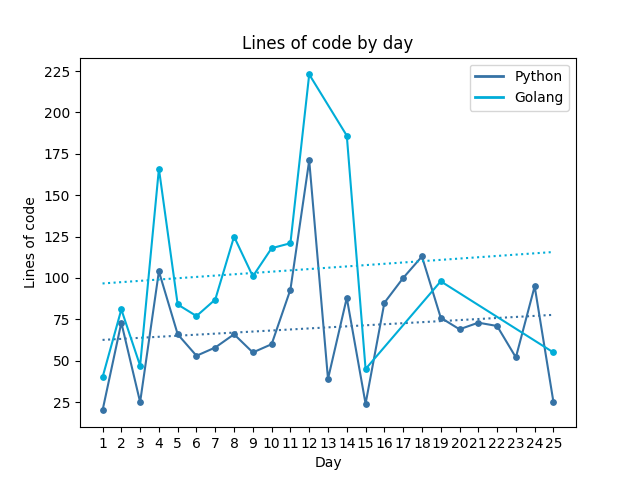 Lines of code by day
Python
Golang
Lines of code
225
200
175
150
125
100
75
50
25
1 2 3 4 5 6 7 8 9 10 11 12 13 14 15 16 17 18 19 20 21 22 23 24 25
Day